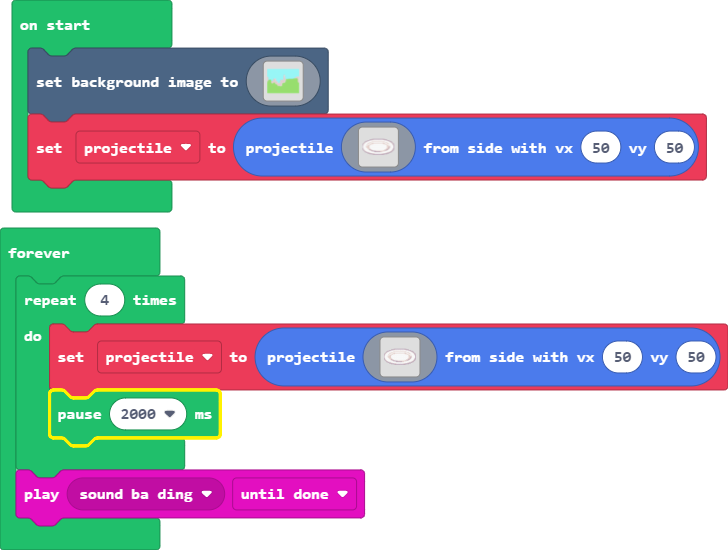 on start
set background image to
set projectile to projectile from side with vx 50 vy 50
forever
repeat 4 times
do
set projectile to projectile from side with vx 50 vy 50
pause 2000 ms
play sound ba ding until done